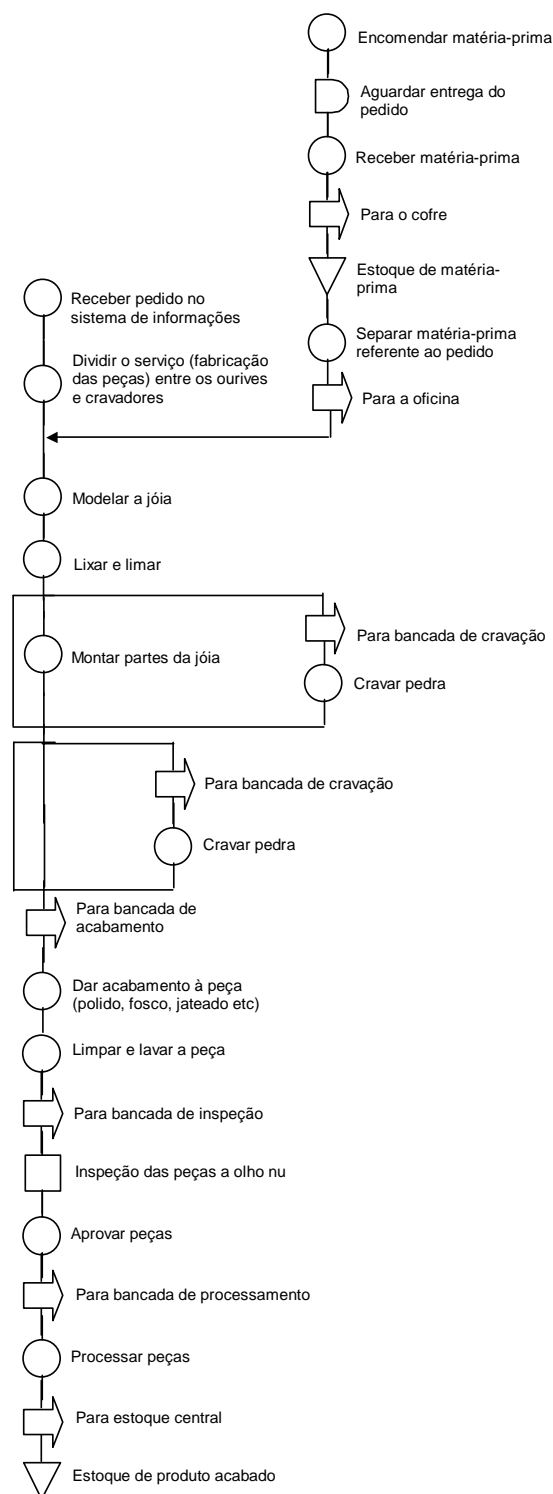 Encomendar matéria-prima
Aguardar entrega do
pedido
Receber matéria-prima
Para o cofre
Estoque de matéria-
prima
Receber pedido no
sistema de informações
Separar matéria-prima
referente ao pedido
Dividir o serviço (fabricação
das peças) entre os ourives
e cravadores
Para a oficina
Modelar a jóia
Lixar e limar
Para bancada de cravação
Montar partes da jóia
Cravar pedra
Para bancada de cravação
Cravar pedra
Para bancada de
acabamento
Dar acabamento à peça
(polido, fosco, jateado etc)
Limpar e lavar a peça
Para bancada de inspeção
Inspeção das peças a olho nu
Aprovar peças
Para bancada de processamento
Processar peças
Para estoque central
Estoque de produto acabado